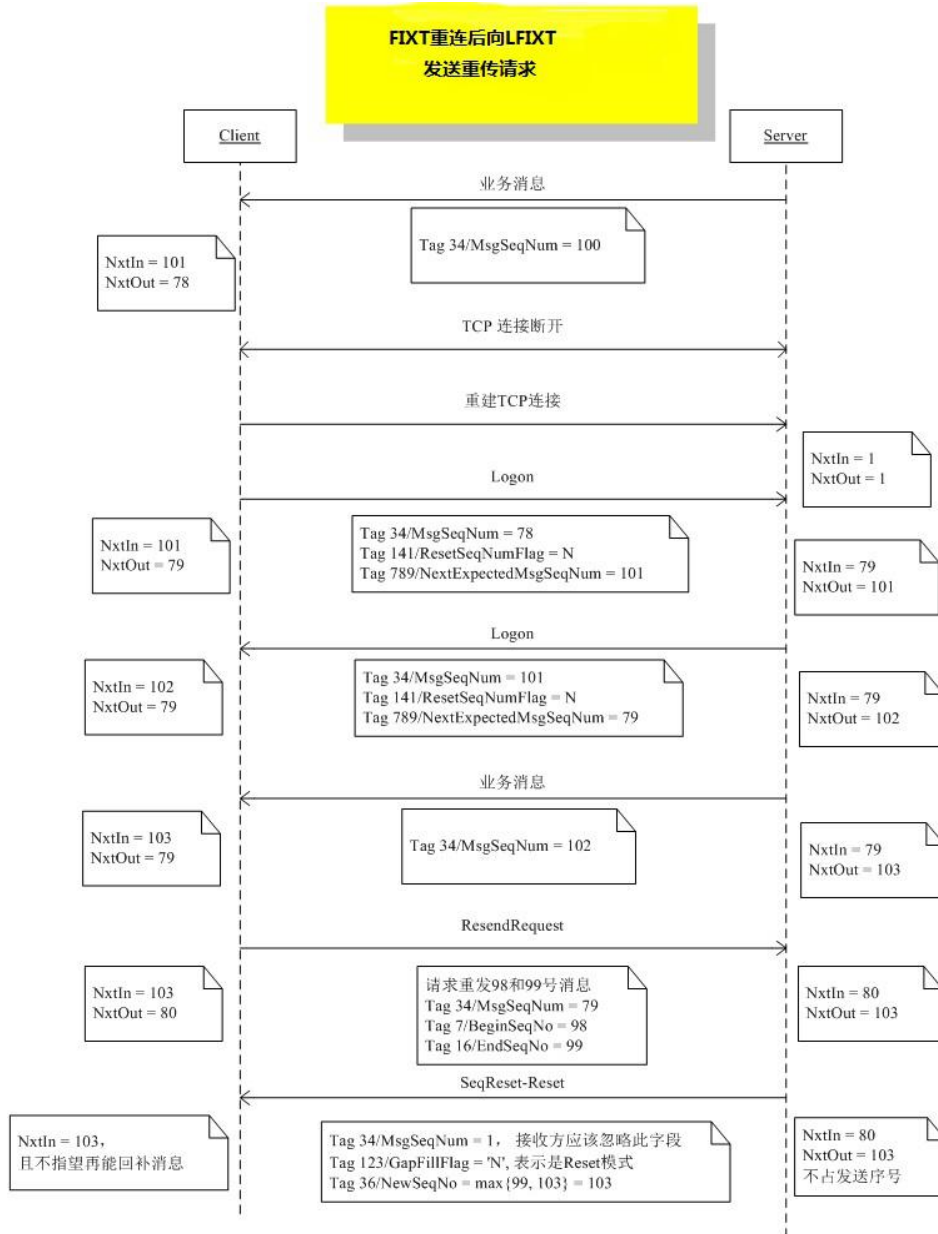 FIXT重连后向LFIXT
发送重传请求
Client
Server
业务消息
Tag 34/MsgSeqNum = 100
NxtIn = 101
NxtOut = 78
TCP 连接断开
重建TCP连接
NxtIn = 1
NxtOut = 1
Logon
Tag 34/MsgSeqNum = 78
Tag 141/ResetSeqNumFlag = N
Tag 789/NextExpectedMsgSeqNum = 101
NxtIn = 101
NxtOut = 79
NxtIn = 79
NxtOut = 101
Logon
Tag 34/MsgSeqNum = 101
Tag 141/ResetSeqNumFlag = N
Tag 789/NextExpectedMsgSeqNum = 79
NxtIn = 102
NxtOut = 79
NxtIn = 79
NxtOut = 102
业务消息
Tag 34/MsgSeqNum = 102
NxtIn = 103
NxtOut = 79
NxtIn = 79
NxtOut = 103
ResendRequest
请求重发98和99号消息
Tag 34/MsgSeqNum = 79
Tag 7/BeginSeqNo = 98
Tag 16/EndSeqNo = 99
NxtIn = 103
NxtOut = 80
NxtIn = 80
NxtOut = 103
SeqReset-Reset
NxtIn = 103，
且不指望再能回补消息
Tag 34/MsgSeqNum = 1， 接收方应该忽略此字段
Tag 123/GapFillFlag = 'N', 表示是Reset模式
Tag 36/NewSeqNo = max{99, 103} = 103
NxtIn = 80
NxtOut = 103
不占发送序号